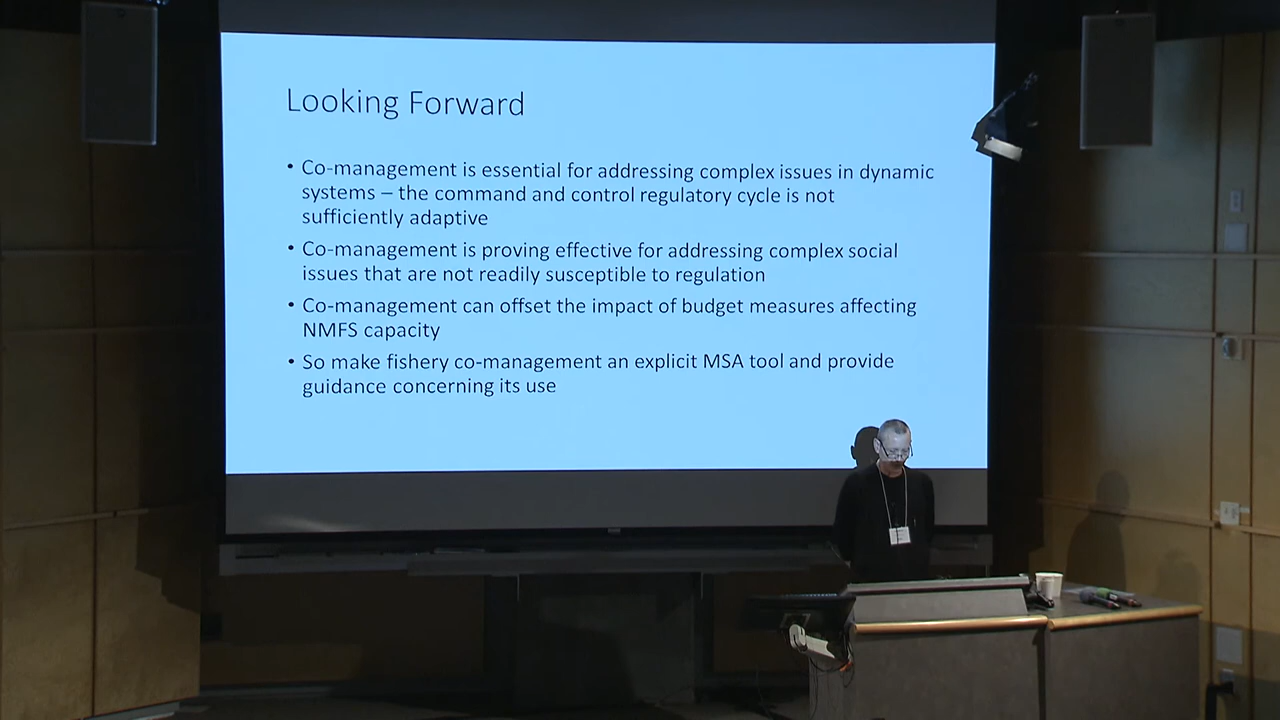 Looking Forward
• Co-management is essential for addressing complex issues in dynamic
systems – the command and control regulatory cycle is not
sufficiently adaptive
• Co-management is proving effective for addressing complex social
issues that are not readily susceptible to regulation
• Co-management can offset the impact of budget measures affecting
NMFS capacity
• So make fishery co-management an explicit MSA tool and provide
guidance concerning its use